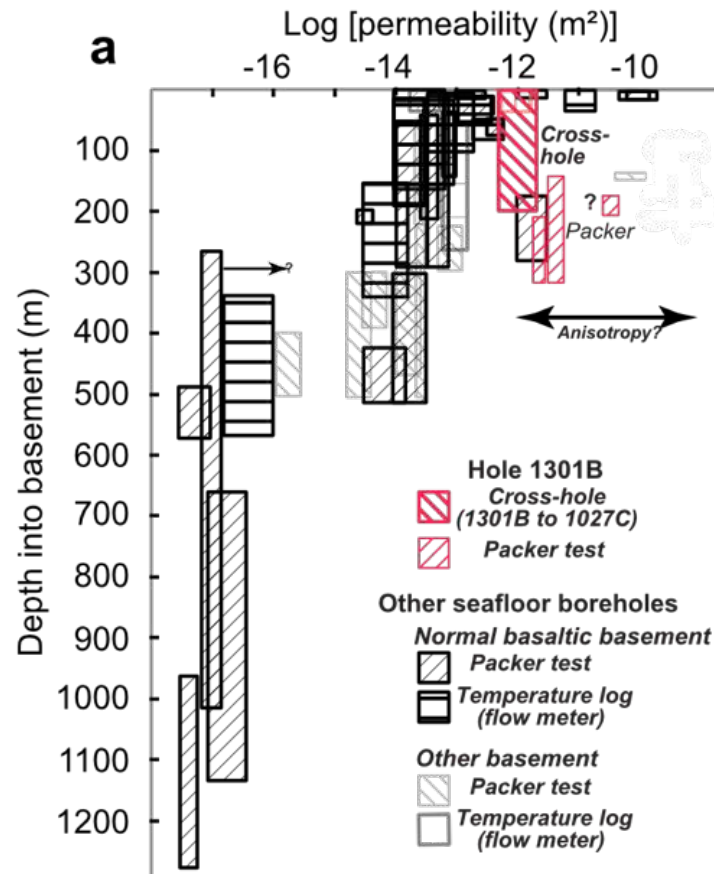 a
Log [permeability (m²)]
-16 -14 -12 -10
Depth into basement (m)
100
200
300
400
500
600
700
800
900
1000
1100
1200
Cross-
hole
?
Packer
?
Anisotropy?
Hole 1301B
Cross-hole
(1301B to 1027C)
Packer test
Other seafloor boreholes
Normal basaltic basement
Packer test
Temperature log
(flow meter)
Other basement
Packer test
Temperature log
(flow meter)